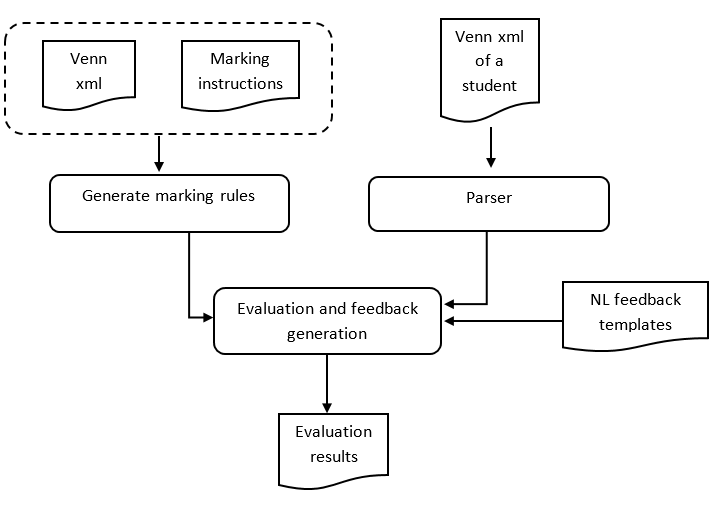 Venn
xml
Marking
instructions
Venn xml
of a
student
Generate marking rules
Parser
Evaluation and feedback
generation
NL feedback
templates
Evaluation
results